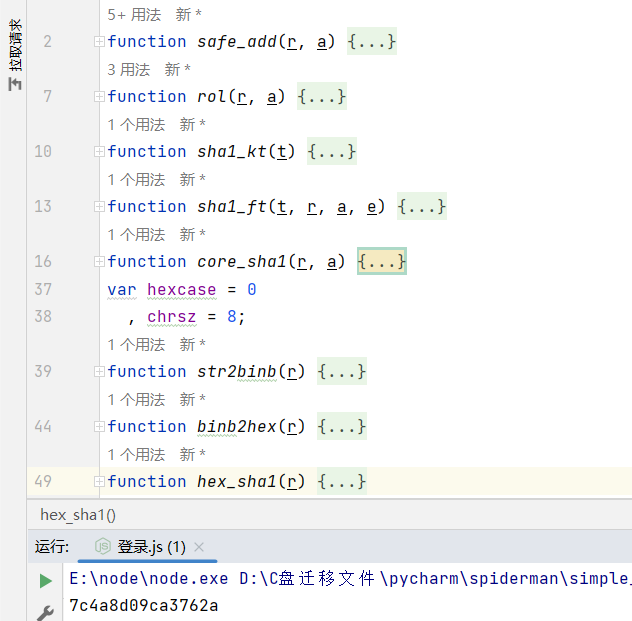 拉取请求
5+ 用法 新 *
2 function safe_add(r, a) {...}
3 用法 新 *
7 function rol(r, a) {...}
1 个用法 新 *
10 function sha1_kt(t) {...}
1 个用法 新 *
13 function sha1_ft(t, r, a, e) {...}
1 个用法 新 *
16 function core_sha1(r, a) {...}
37 var hexcase = 0
38 , chrsz = 8;
1 个用法 新 *
39 function str2binb(r) {...}
1 个用法 新 *
44 function binb2hex(r) {...}
1 个用法 新 *
49 function hex_sha1(r) {...}
hex_sha1()
运行: JS 登录.js (1) ×
E:\node\node.exe D:\C盘迁移文件\pycharm\spiderman\simple_
7c4a8d09ca3762a